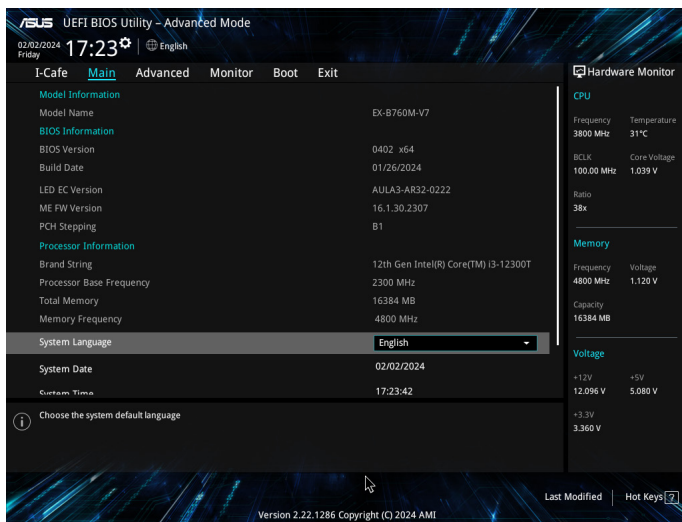 ASUS UEFI BIOS Utility – Advanced Mode
02/02/2024
Friday
17:23
English
I-Cafe Main Advanced Monitor Boot Exit
Model Information
Model Name EX-B760M-V7
BIOS Information
BIOS Version 0402 x64
Build Date 01/26/2024
LED EC Version AULA3-AR32-0222
ME FW Version 16.1.30.2307
PCH Stepping B1
Processor Information
Brand String 12th Gen Intel(R) Core(TM) i3-12300T
Processor Base Frequency 2300 MHz
Total Memory 16384 MB
Memory Frequency 4800 MHz
System Language English
System Date 02/02/2024
System Time 17:23:42
Choose the system default language
Hardware Monitor
CPU
Frequency Temperature
3800 MHz 31°C
BCLK Core Voltage
100.00 MHz 1.039 V
Ratio
38x
Memory
Frequency Voltage
4800 MHz 1.120 V
Capacity
16384 MB
Voltage
+12V +5V
12.096 V 5.080 V
+3.3V
3.360 V
Last Modified Hot Keys ?
Version 2.22.1286 Copyright (C) 2024 AMI